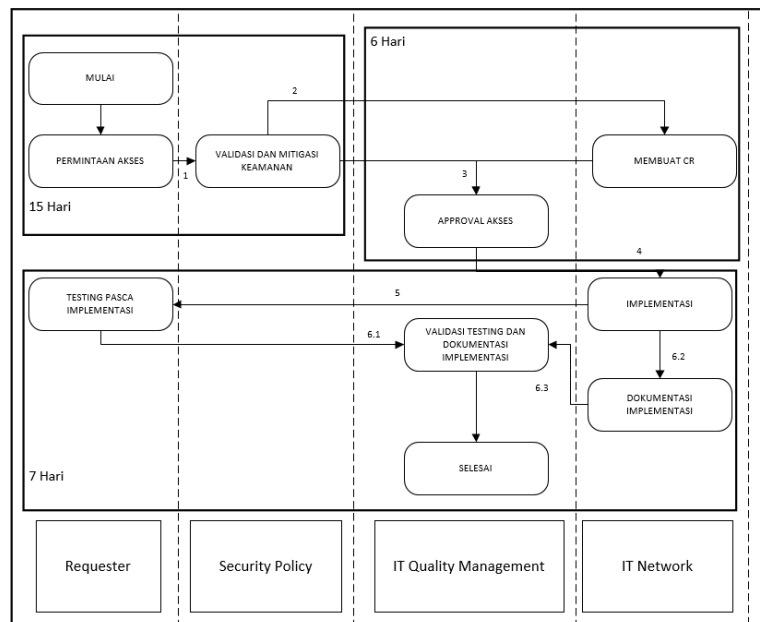 6 Hari
MULAI
2
PERMINTAAN AKSES
1
VALIDASI DAN MITIGASI
KEAMANAN
MEMBUAT CR
3
15 Hari
APPROVAL AKSES
4
TESTING PASCA
IMPLEMENTASI
5
IMPLEMENTASI
6.1
VALIDASI TESTING DAN
DOKUMENTASI
IMPLEMENTASI
6.2
6.3
DOKUMENTASI
IMPLEMENTASI
SELESAI
7 Hari
Requester
Security Policy
IT Quality Management
IT Network